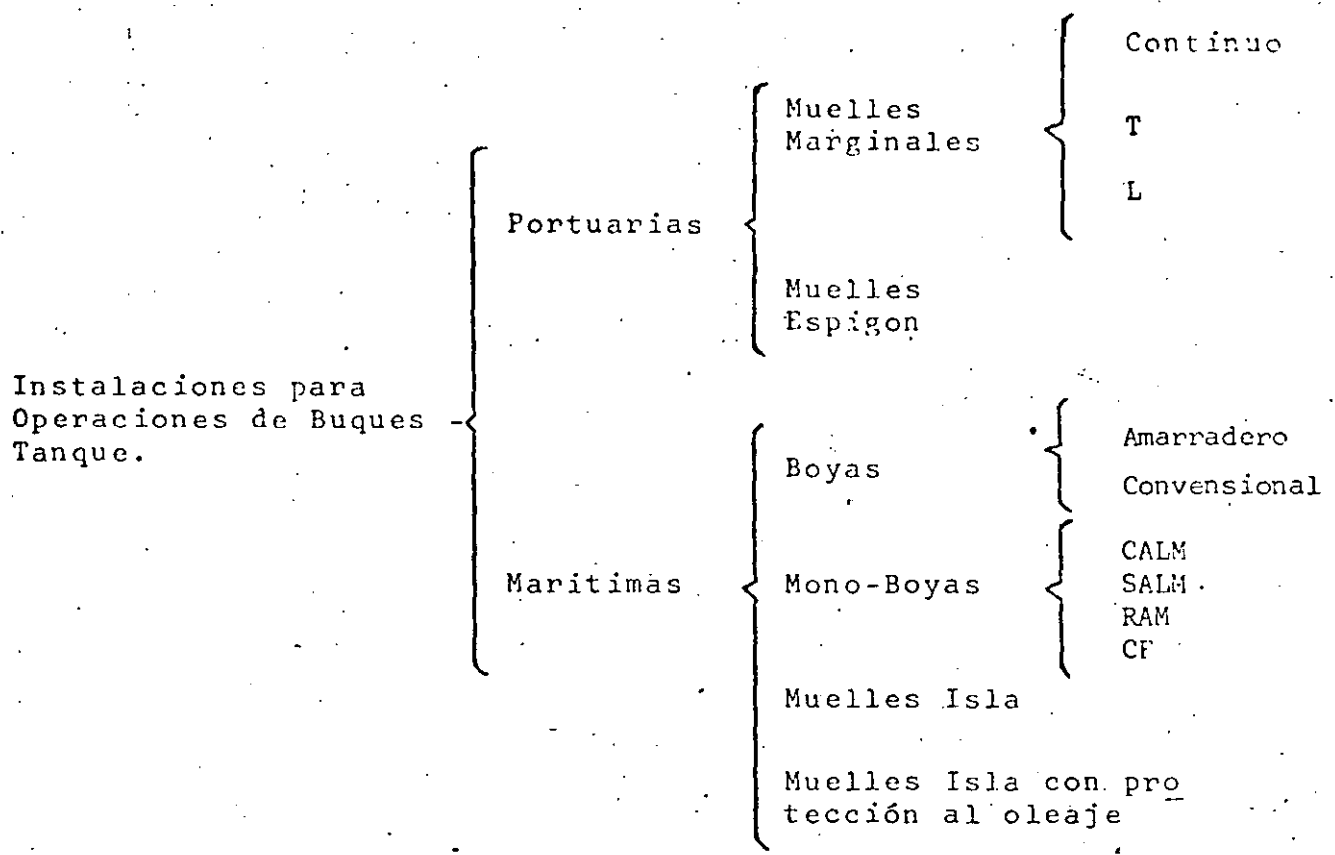 Instalaciones para
Operaciones de Buques
Tanque.
Portuarias
Muelles
Marginales
Continuo
T
L
Muelles
Espigon
Maritimas
Boyas
Amarradero
Convensional
Mono-Boyas
CALM
SALM
RAM
CF
Muelles Isla
Muelles Isla con pro
tección al oleaje